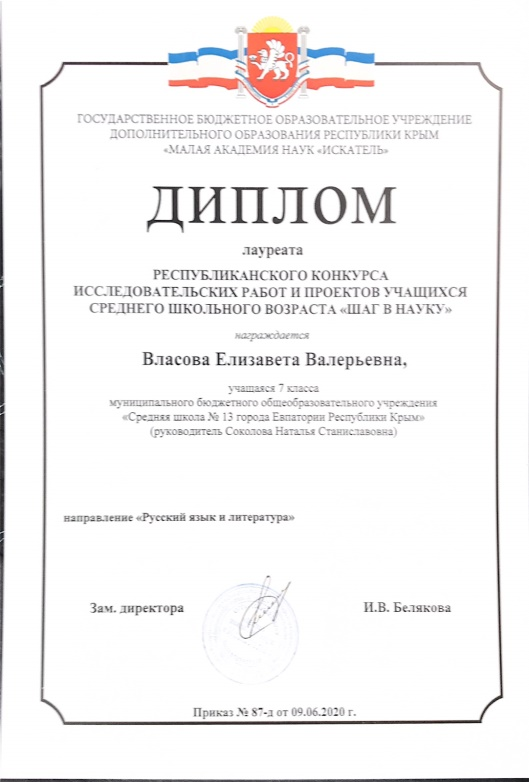 ГОСУДАРСТВЕННОЕ БЮДЖЕТНОЕ ОБРАЗОВАТЕЛЬНОЕ УЧРЕЖДЕНИЕ
ДОПОЛНИТЕЛЬНОГО ОБРАЗОВАНИЯ РЕСПУБЛИКИ КРЫМ
«МАЛАЯ АКАДЕМИЯ НАУК «ИСКАТЕЛЬ»
ДИПЛОМ
лауреата
РЕСПУБЛИКАНСКОГО КОНКУРСА
ИССЛЕДОВАТЕЛЬСКИХ РАБОТ И ПРОЕКТОВ УЧАЩИХСЯ
СРЕДНЕГО ШКОЛЬНОГО ВОЗРАСТА «ШАГ В НАУКУ»
награждается
Власова Елизавета Валерьевна,
учащаяся 7 класса
муниципального бюджетного общеобразовательного учреждения
«Средняя школа № 13 города Евпатории Республики Крым»
(руководитель Соколова Наталья Станиславовна)
направление «Русский язык и литература»
Зам. директора И.В. Белякова
Приказ № 87-д от 09.06.2020 г.